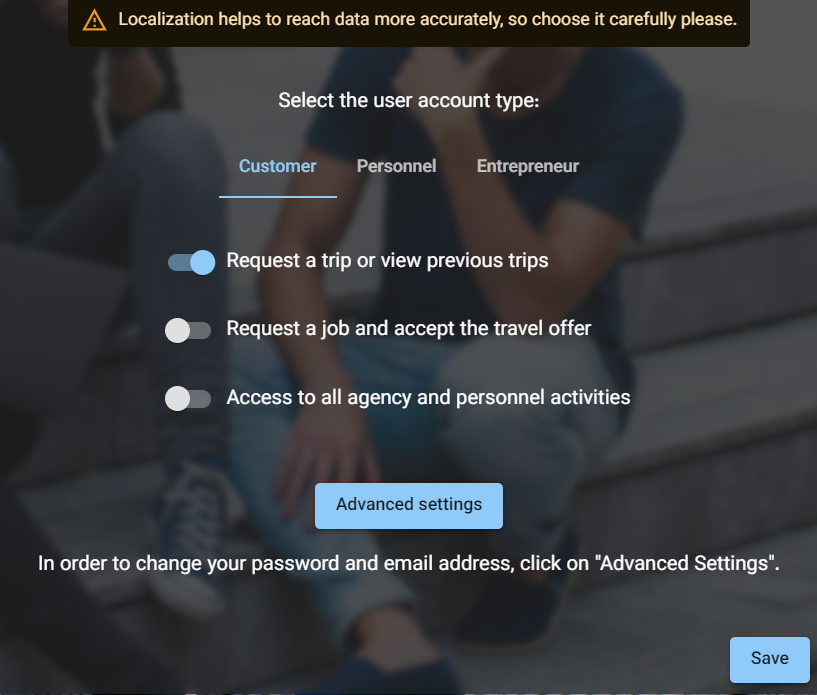 Localization helps to reach data more accurately, so choose it carefully please.
Select the user account type:
Customer Personnel Entrepreneur
Request a trip or view previous trips
Request a job and accept the travel offer
Access to all agency and personnel activities
Advanced settings
In order to change your password and email address, click on "Advanced Settings".
Save